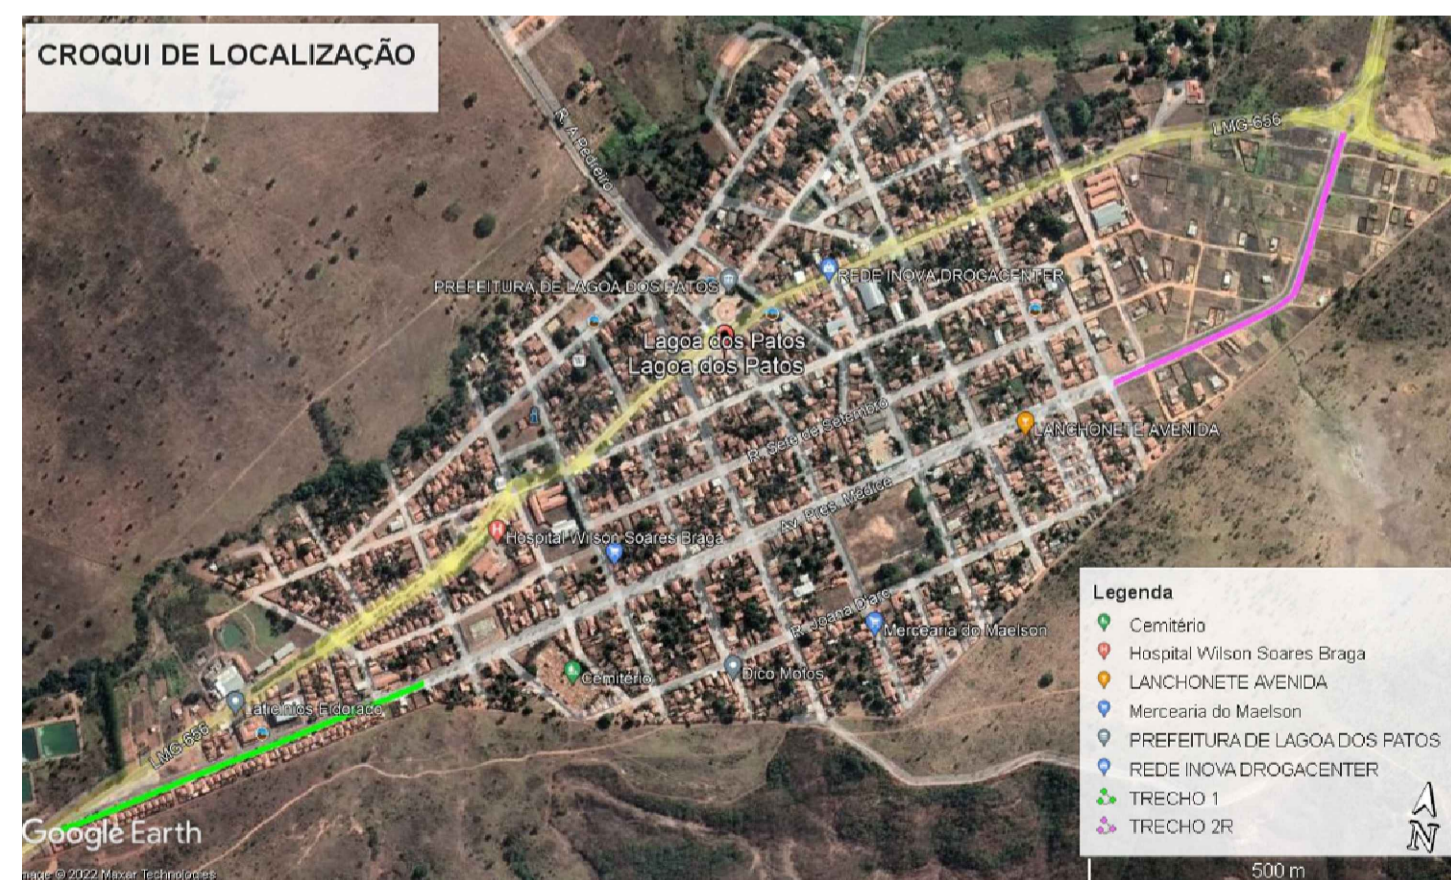 CROQUI DE LOCALIZAÇÃO
LMG-656
PREFEITURA DE LAGOA DOS PATOS
REDE INOVA DROGACENTER
Lagoa dos Patos
Lagoa dos Patos
R. Sete de Setembro
LANCHONETE AVENIDA
Av. Pres. Médice
Hospital Wilson Soares Braga
R. Joana D'arc
Mercearia do Maelson
Cemitério
Dico Motos
Laticínios Eldorado
LMG-656
Google Earth
Image © 2022 Maxar Technologies
Legenda
Cemitério
Hospital Wilson Soares Braga
LANCHONETE AVENIDA
Mercearia do Maelson
PREFEITURA DE LAGOA DOS PATOS
REDE INOVA DROGACENTER
TRECHO 1
TRECHO 2R
N
500 m